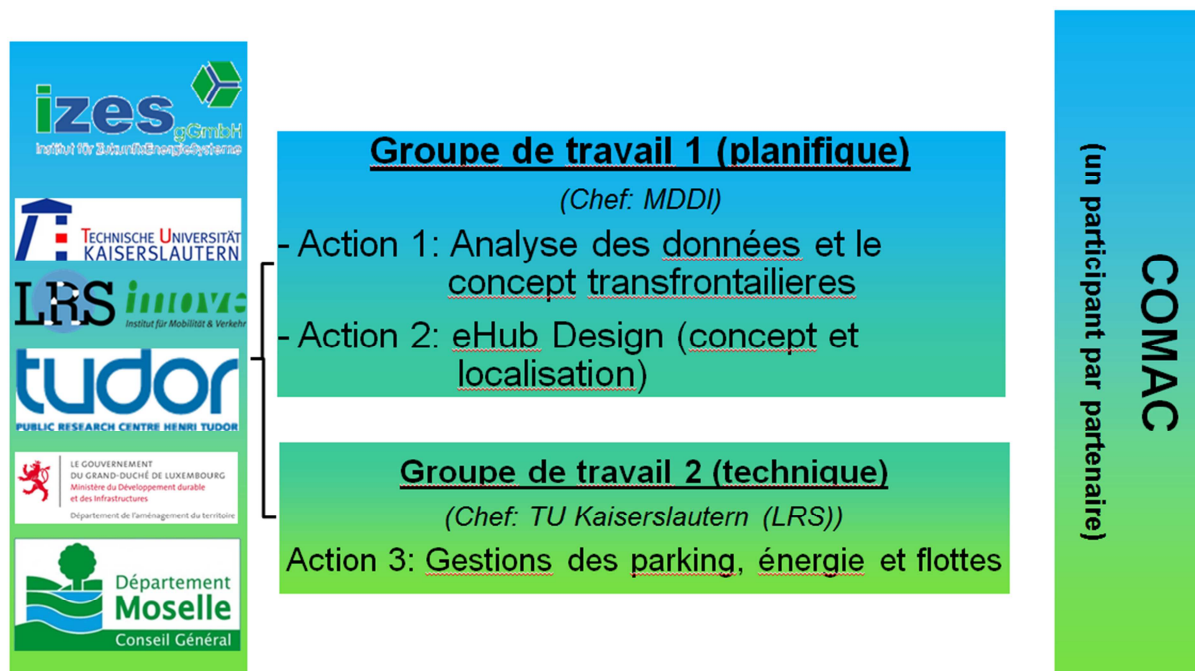 izes
gGmbH
Institut für ZukunftsEnergieSysteme
TECHNISCHE UNIVERSITÄT
KAISERSLAUTERN
LRS imove
Institut für Mobilität & Verkehr
tudor
PUBLIC RESEARCH CENTRE HENRI TUDOR
LE GOUVERNEMENT
DU GRAND-DUCHÉ DE LUXEMBOURG
Ministère du Développement durable
et des Infrastructures
Département de l'aménagement du territoire
Département
Moselle
Conseil Général
Groupe de travail 1 (planifique)
(Chef: MDDI)
- Action 1: Analyse des données et le
concept transfrontailieres
- Action 2: eHub Design (concept et
localisation)
Groupe de travail 2 (technique)
(Chef: TU Kaiserslautern (LRS))
Action 3: Gestions des parking, énergie et flottes
COMAC
(un participant par partenaire)